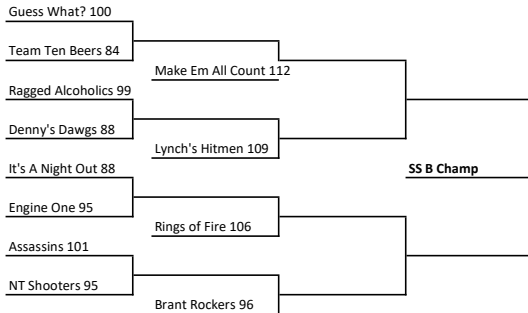 Guess What? 100
Team Ten Beers 84
Make Em All Count 112
Ragged Alcoholics 99
Denny's Dawgs 88
Lynch's Hitmen 109
It's A Night Out 88
SS B Champ
Engine One 95
Rings of Fire 106
Assassins 101
NT Shooters 95
Brant Rockers 96